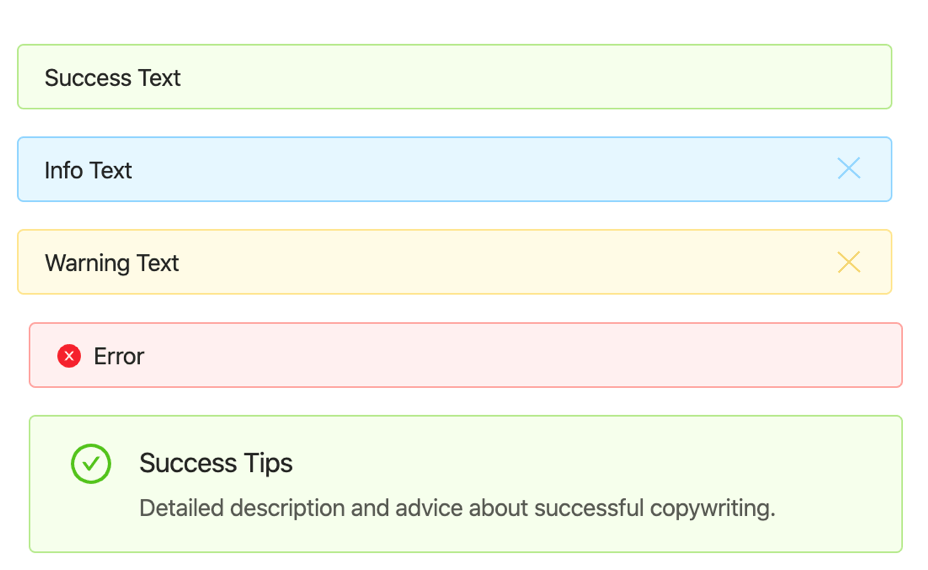 Success Text
Info Text
Warning Text
Error
Success Tips
Detailed description and advice about successful copywriting.